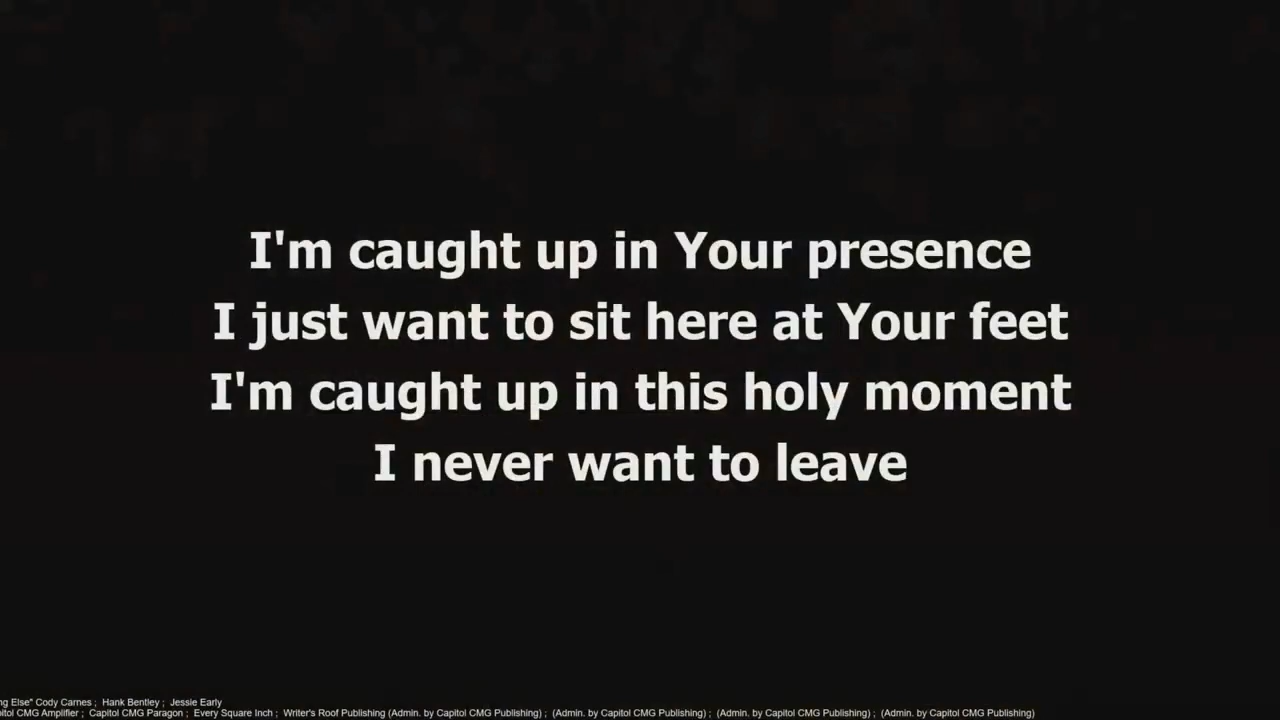 I'm caught up in Your presence
I just want to sit here at Your feet
I'm caught up in this holy moment
I never want to leave
ng Else" Cody Carnes ; Hank Bentley ; Jessie Early
itol CMG Amplifier ; Capitol CMG Paragon ; Every Square Inch ; Writer's Roof Publishing (Admin. by Capitol CMG Publishing) ; (Admin. by Capitol CMG Publishing) ; (Admin. by Capitol CMG Publishing) ; (Admin. by Capitol CMG Publishing)